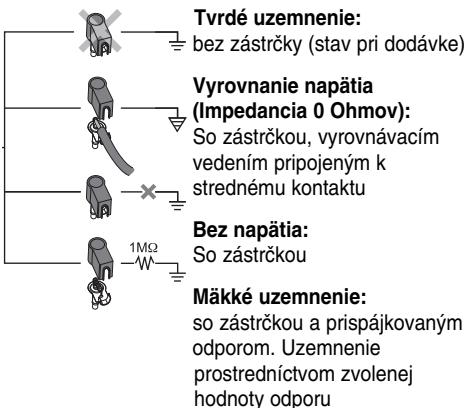 Tvrdé uzemnenie:
bez zástrčky (stav pri dodávke)
Vyrovnanie napätia
(Impedancia 0 Ohmov):
So zástrčkou, vyrovnávacím
vedením pripojeným k
strednému kontaktu
Bez napätia:
So zástrčkou
1MΩ
Mäkké uzemnenie:
so zástrčkou a prispájkovaným
odporom. Uzemnenie
prostredníctvom zvolenej
hodnoty odporu